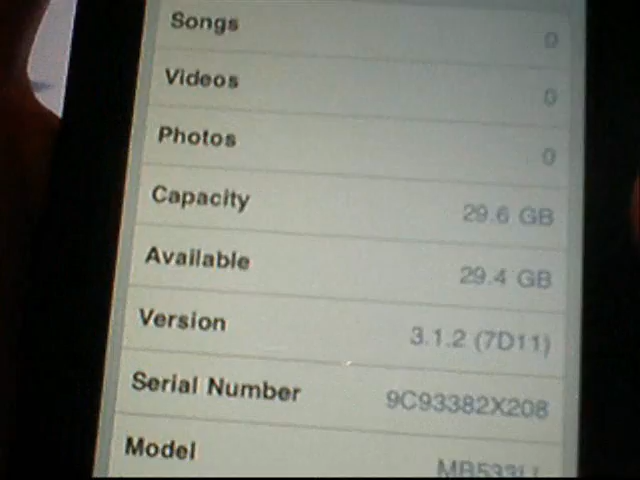 Songs 0
Videos 0
Photos 0
Capacity 29.6 GB
Available 29.4 GB
Version 3.1.2 (7D11)
Serial Number 9C93382X208
Model